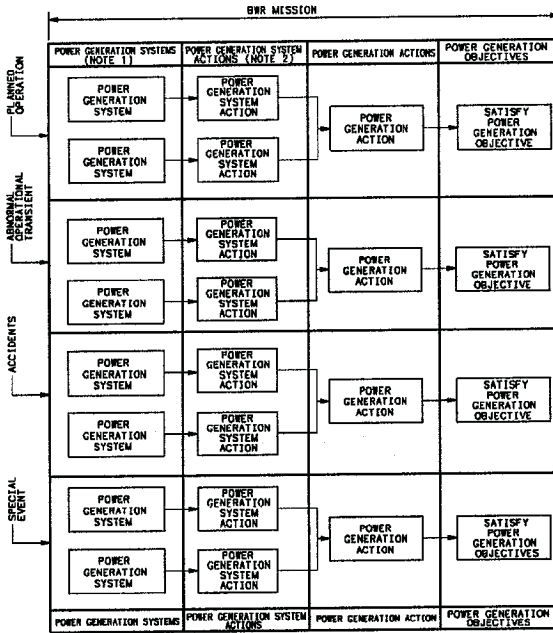 BWR MISSION
POWER GENERATION SYSTEMS
(NOTE 1)
POWER GENERATION SYSTEM
ACTIONS (NOTE 2)
POWER GENERATION ACTIONS
POWER GENERATION
OBJECTIVES
PLANNED
OPERATION
POWER
GENERATION
SYSTEM
POWER
GENERATION
SYSTEM
ACTION
POWER
GENERATION
SYSTEM
POWER
GENERATION
SYSTEM
ACTION
POWER
GENERATION
ACTION
SATISFY
POWER
GENERATION
OBJECTIVE
ABNORMAL
OPERATIONAL
TRANSIENT
POWER
GENERATION
SYSTEM
POWER
GENERATION
SYSTEM
ACTION
POWER
GENERATION
SYSTEM
POWER
GENERATION
SYSTEM
ACTION
POWER
GENERATION
ACTION
SATISFY
POWER
GENERATION
OBJECTIVE
ACCIDENTS
POWER
GENERATION
SYSTEM
POWER
GENERATION
SYSTEM
ACTION
POWER
GENERATION
SYSTEM
POWER
GENERATION
SYSTEM
ACTION
POWER
GENERATION
ACTION
SATISFY
POWER
GENERATION
OBJECTIVE
SPECIAL
EVENT
POWER
GENERATION
SYSTEM
POWER
GENERATION
SYSTEM
ACTION
POWER
GENERATION
SYSTEM
POWER
GENERATION
SYSTEM
ACTION
POWER
GENERATION
ACTION
SATISFY
POWER
GENERATION
OBJECTIVES
POWER GENERATION SYSTEMS
POWER GENERATION SYSTEM
ACTIONS
POWER GENERATION ACTION
POWER GENERATION
OBJECTIVES